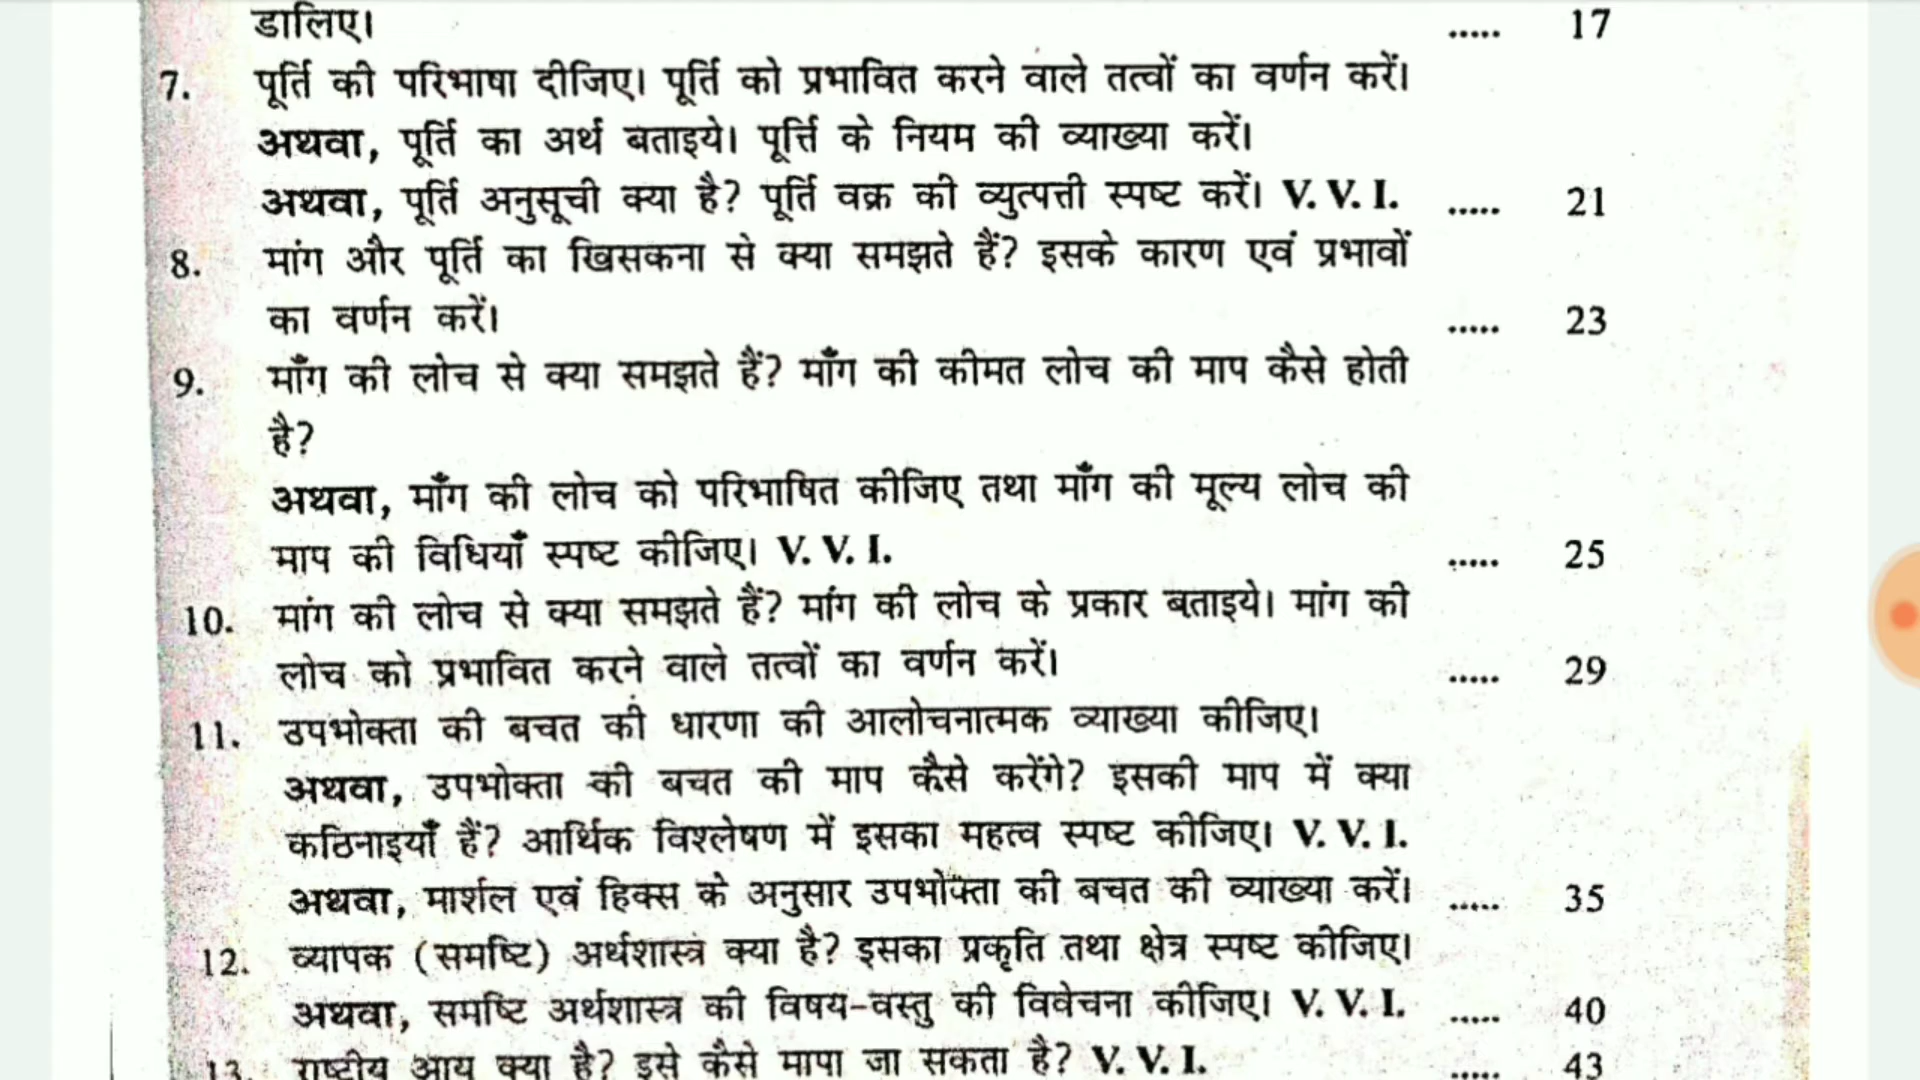 डालिए। ..... 17
7. पूर्ति की परिभाषा दीजिए। पूर्ति को प्रभावित करने वाले तत्वों का वर्णन करें।
अथवा, पूर्ति का अर्थ बताइये। पूर्त्ति के नियम की व्याख्या करें।
अथवा, पूर्ति अनुसूची क्या है? पूर्ति वक्र की व्युत्पत्ती स्पष्ट करें। V. V. I. ..... 21
8. मांग और पूर्ति का खिसकना से क्या समझते हैं? इसके कारण एवं प्रभावों
का वर्णन करें। ..... 23
9. माँग की लोच से क्या समझते हैं? माँग की कीमत लोच की माप कैसे होती
है?
अथवा, माँग की लोच को परिभाषित कीजिए तथा माँग की मूल्य लोच की
माप की विधियाँ स्पष्ट कीजिए। V. V. I. ..... 25
10. मांग की लोच से क्या समझते हैं? मांग की लोच के प्रकार बताइये। मांग की
लोच को प्रभावित करने वाले तत्वों का वर्णन करें। ..... 29
11. उपभोक्ता की बचत की धारणा की आलोचनात्मक व्याख्या कीजिए।
अथवा, उपभोक्ता की बचत की माप कैसे करेंगे? इसकी माप में क्या
कठिनाइयाँ हैं? आर्थिक विश्लेषण में इसका महत्व स्पष्ट कीजिए। V. V. I.
अथवा, मार्शल एवं हिक्स के अनुसार उपभोक्ता की बचत की व्याख्या करें। ..... 35
12. व्यापक (समष्टि) अर्थशास्त्र क्या है? इसका प्रकृति तथा क्षेत्र स्पष्ट कीजिए।
अथवा, समष्टि अर्थशास्त्र की विषय-वस्तु की विवेचना कीजिए। V. V. I. ..... 40
13. राष्ट्रीय आय क्या है? इसे कैसे मापा जा सकता है? V. V. I. ..... 43